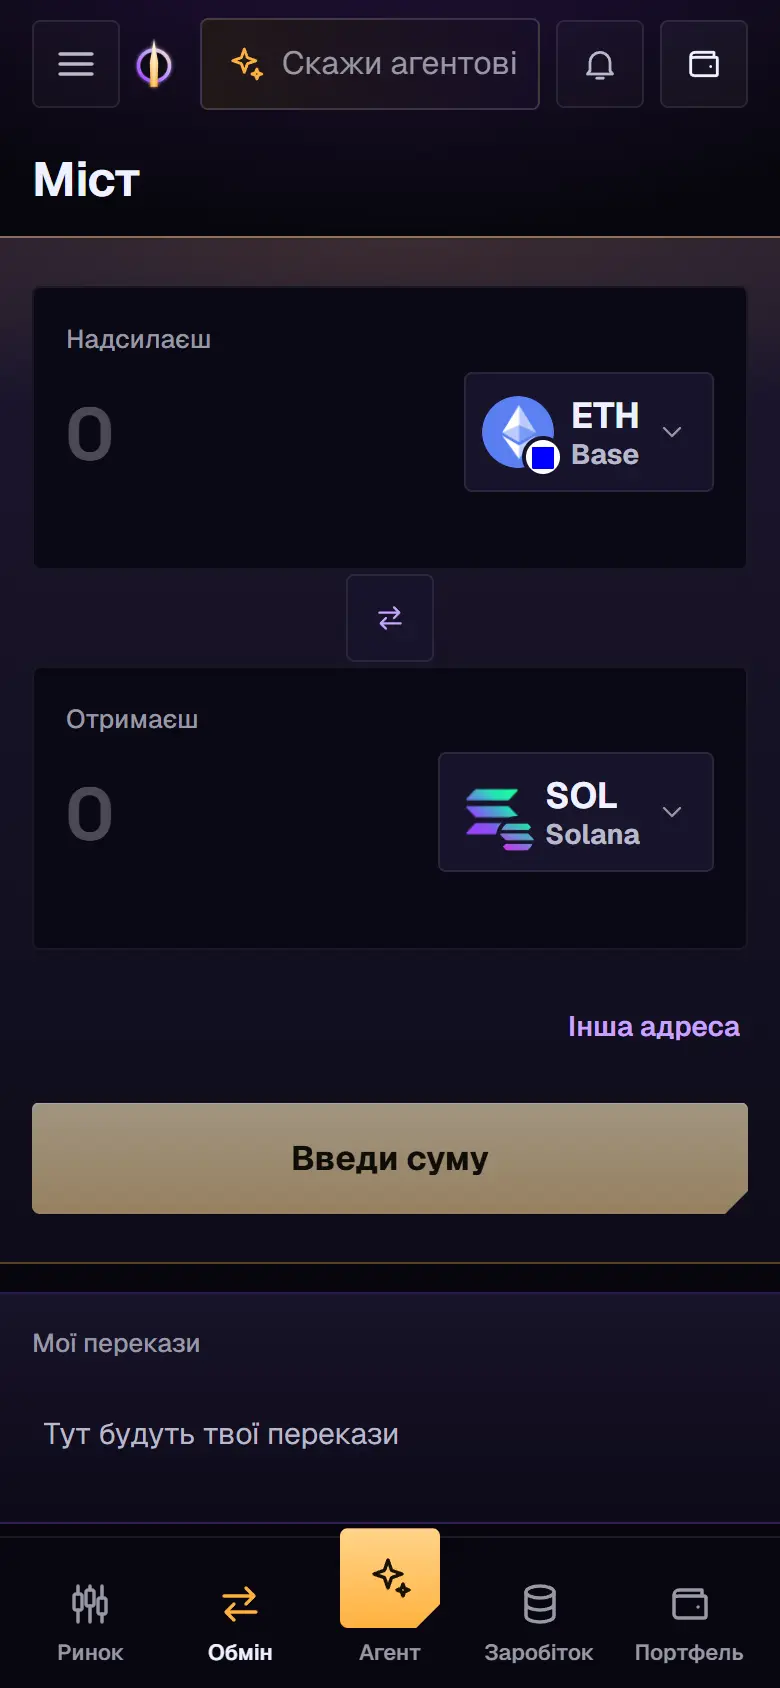 Скажи агентові
Міст
Надсилаєш
0
ETH
Base
Отримаєш
0
SOL
Solana
Інша адреса
Введи суму
Мої перекази
Тут будуть твої перекази
Ринок
Обмін
Агент
Заробіток
Портфель